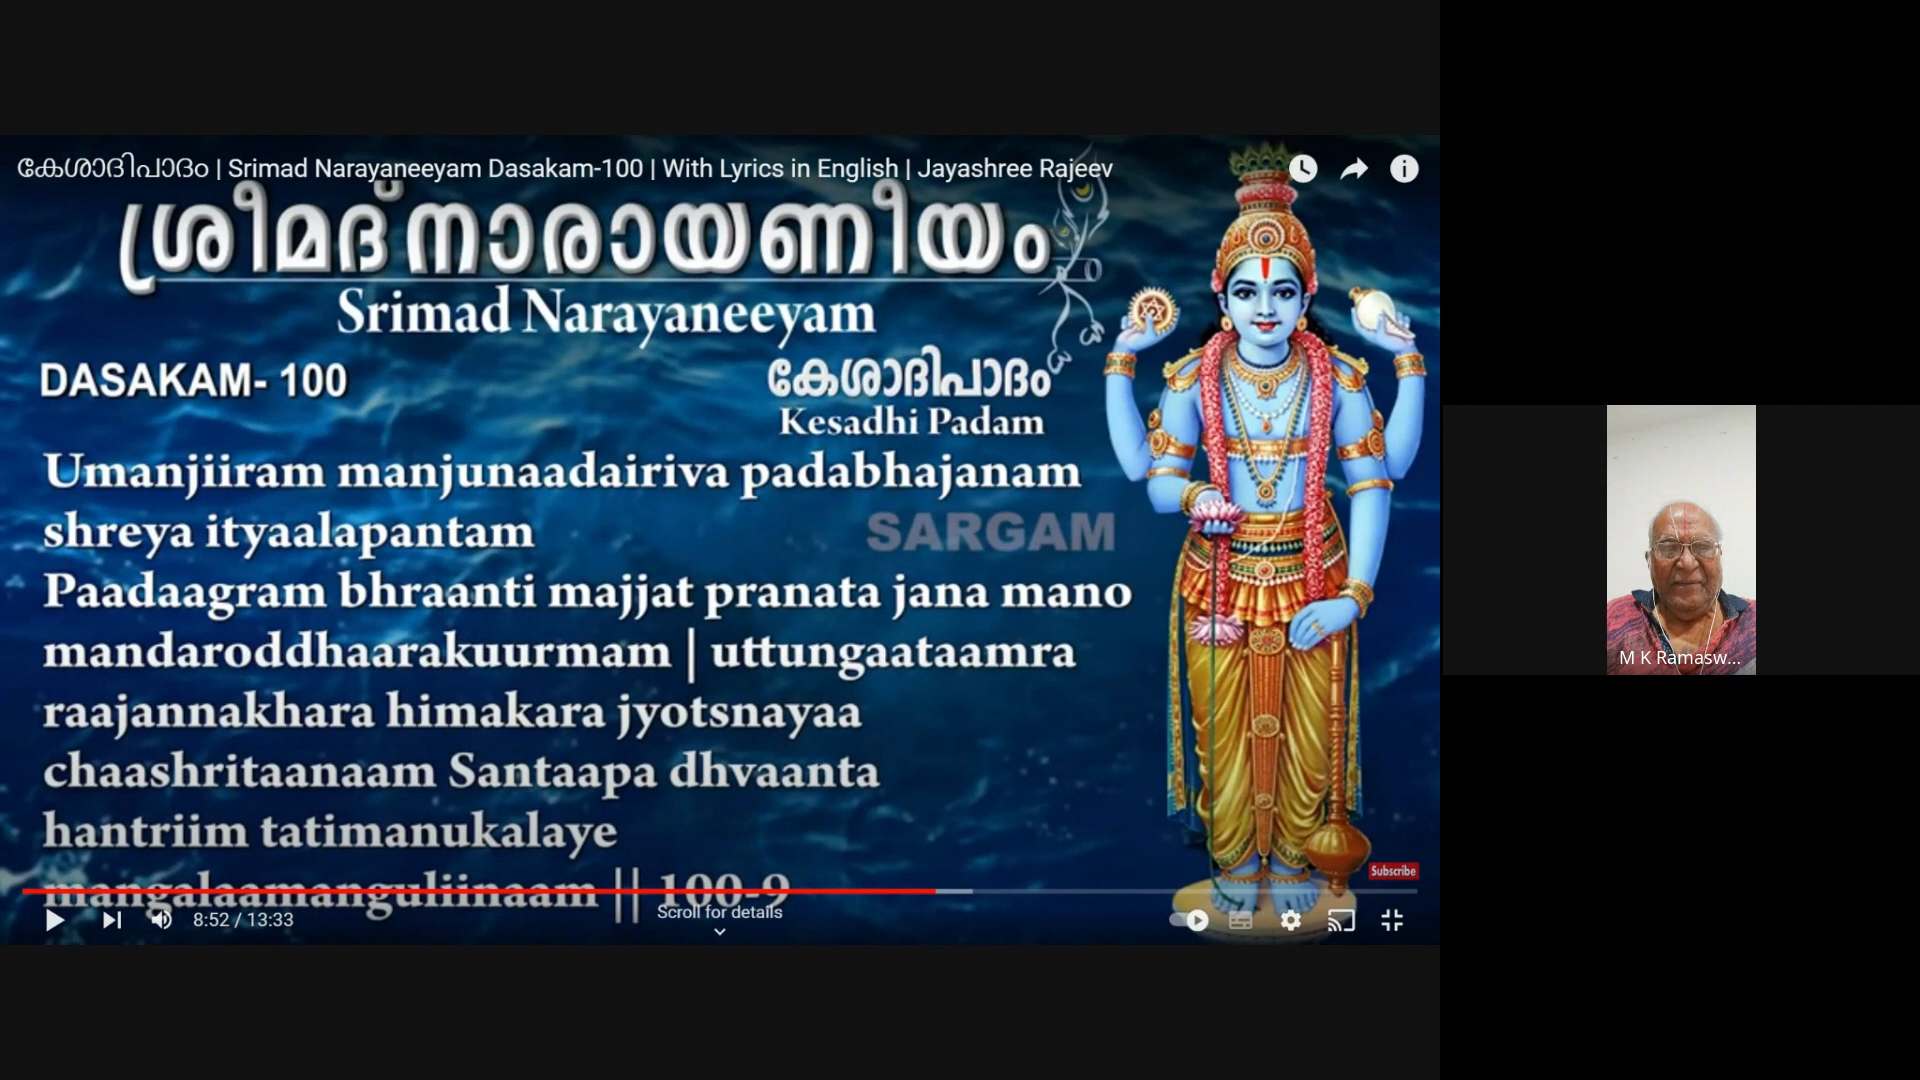 കേശാദിപാദം | Srimad Narayaneeyam Dasakam-100 | With Lyrics in English | Jayashree Rajeev
ശ്രീമദ് നാരായണീയം
Srimad Narayaneeyam
DASAKAM- 100
കേശാദിപാദം
Kesadhi Padam
Umanjiiram manjunaadairiva padabhajanam
shreya ityaalapantam
SARGAM
Paadaagram bhraanti majjat pranata jana mano
mandaroddhaarakuurmam | uttungaataamra
raajannakhara himakara jyotsnayaa
chaashritaanaam Santaapa dhvaanta
hantriim tatimanukalaye
mangalaamanguliinaam || 100-9
Subscribe
8:52 / 13:33
Scroll for details
M K Ramasw...